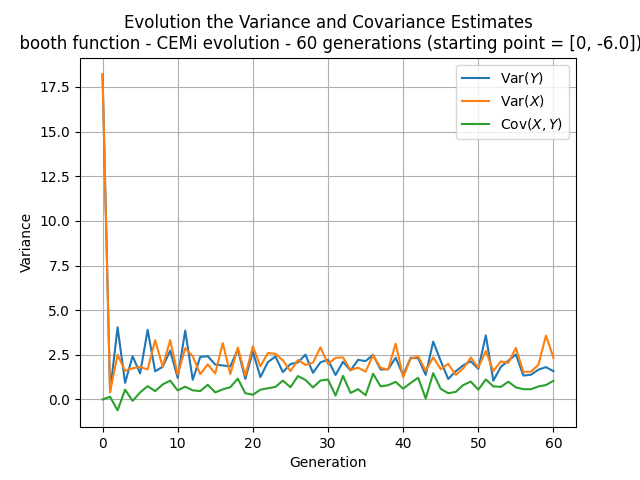 Evolution the Variance and Covariance Estimates
booth function - CEMi evolution - 60 generations (starting point = [0, -6.0])
Var(Y)
Var(X)
Cov(X, Y)
17.5
15.0
12.5
10.0
7.5
5.0
2.5
0.0
Variance
0 10 20 30 40 50 60
Generation